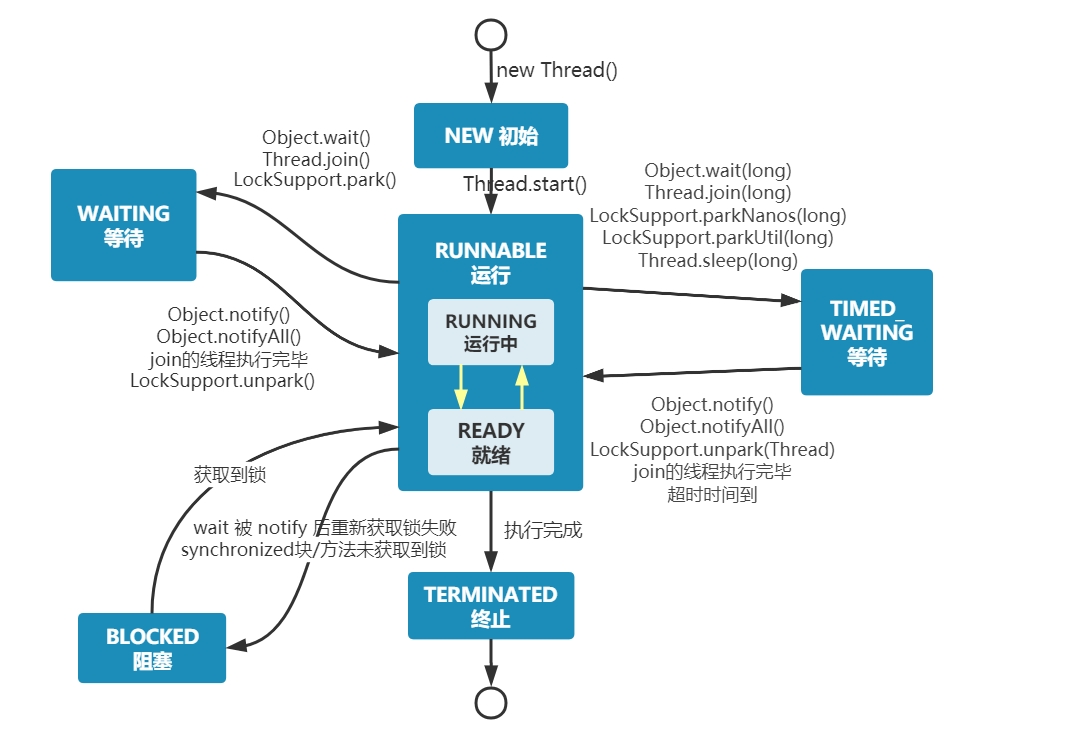 new Thread()
NEW 初始
Thread.start()
Object.wait()
Thread.join()
LockSupport.park()
WAITING
等待
Object.wait(long)
Thread.join(long)
LockSupport.parkNanos(long)
LockSupport.parkUtil(long)
Thread.sleep(long)
RUNNABLE
运行
RUNNING
运行中
READY
就绪
TIMED_
WAITING
等待
Object.notify()
Object.notifyAll()
join的线程执行完毕
LockSupport.unpark()
Object.notify()
Object.notifyAll()
LockSupport.unpark(Thread)
join的线程执行完毕
超时时间到
获取到锁
wait 被 notify 后重新获取锁失败
synchronized块/方法未获取到锁
执行完成
TERMINATED
终止
BLOCKED
阻塞